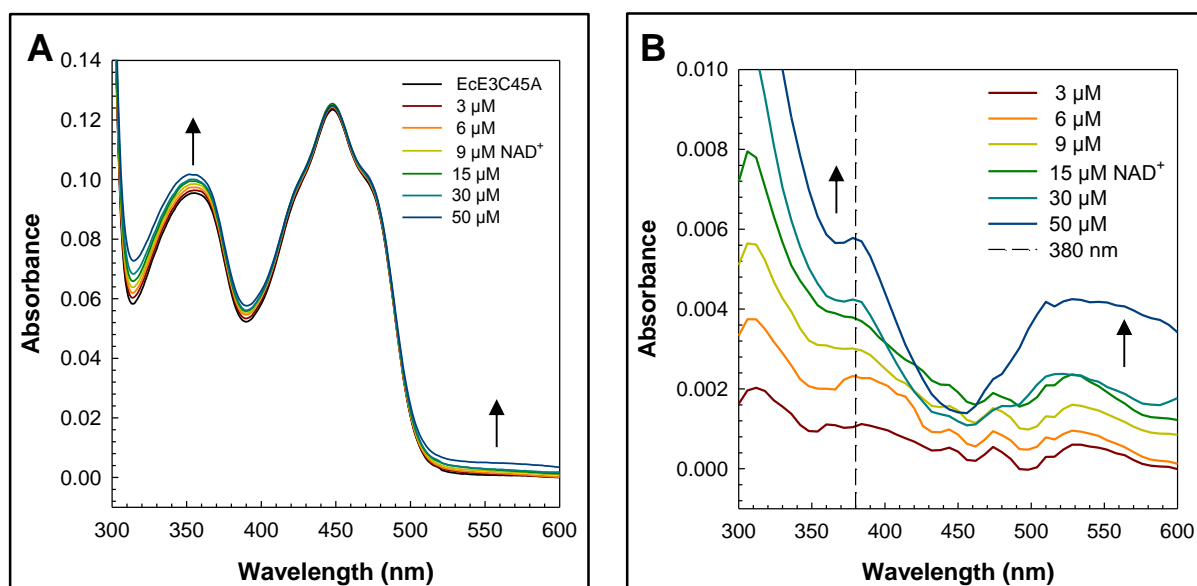 A
Absorbance
0.14
0.12
0.10
0.08
0.06
0.04
0.02
0.00
EcE3C45A
3 µM
6 µM
9 µM NAD+
15 µM
30 µM
50 µM
300 350 400 450 500 550 600
Wavelength (nm)
B
Absorbance
0.010
0.008
0.006
0.004
0.002
0.000
3 µM
6 µM
9 µM
15 µM NAD+
30 µM
50 µM
380 nm
300 350 400 450 500 550 600
Wavelength (nm)